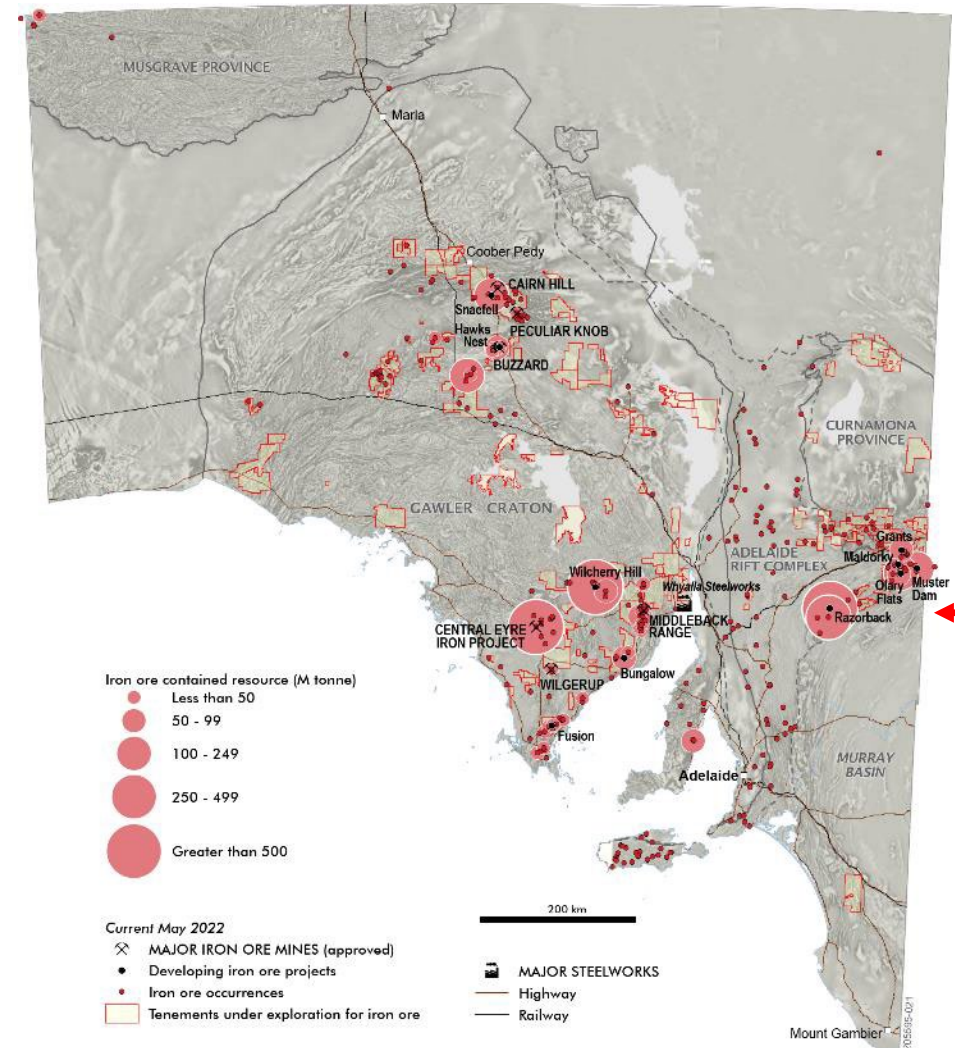 MUSGRAVE PROVINCE
Marla
Coober Pedy
CAIRN HILL
Snaefell
Hawks
Nest
PECULIAR KNOB
BUZZARD
CURNAMONA
PROVINCE
GAWLER CRATON
Grants
ADELAIDE
RIFT COMPLEX
Maldorky
Wilcherry Hill
Whyalla Steelworks
Olary
Flats
Muster
Dam
Razorback
CENTRAL EYRE
IRON PROJECT
MIDDLEBACK
RANGE
Bungalow
WILGERUP
Fusion
Adelaide
MURRAY
BASIN
Iron ore contained resource (M tonne)
Less than 50
50 - 99
100 - 249
250 - 499
Greater than 500
200 km
Current May 2022
MAJOR IRON ORE MINES (approved)
Developing iron ore projects
Iron ore occurrences
Tenements under exploration for iron ore
MAJOR STEELWORKS
Highway
Railway
Mount Gambier
205695-021